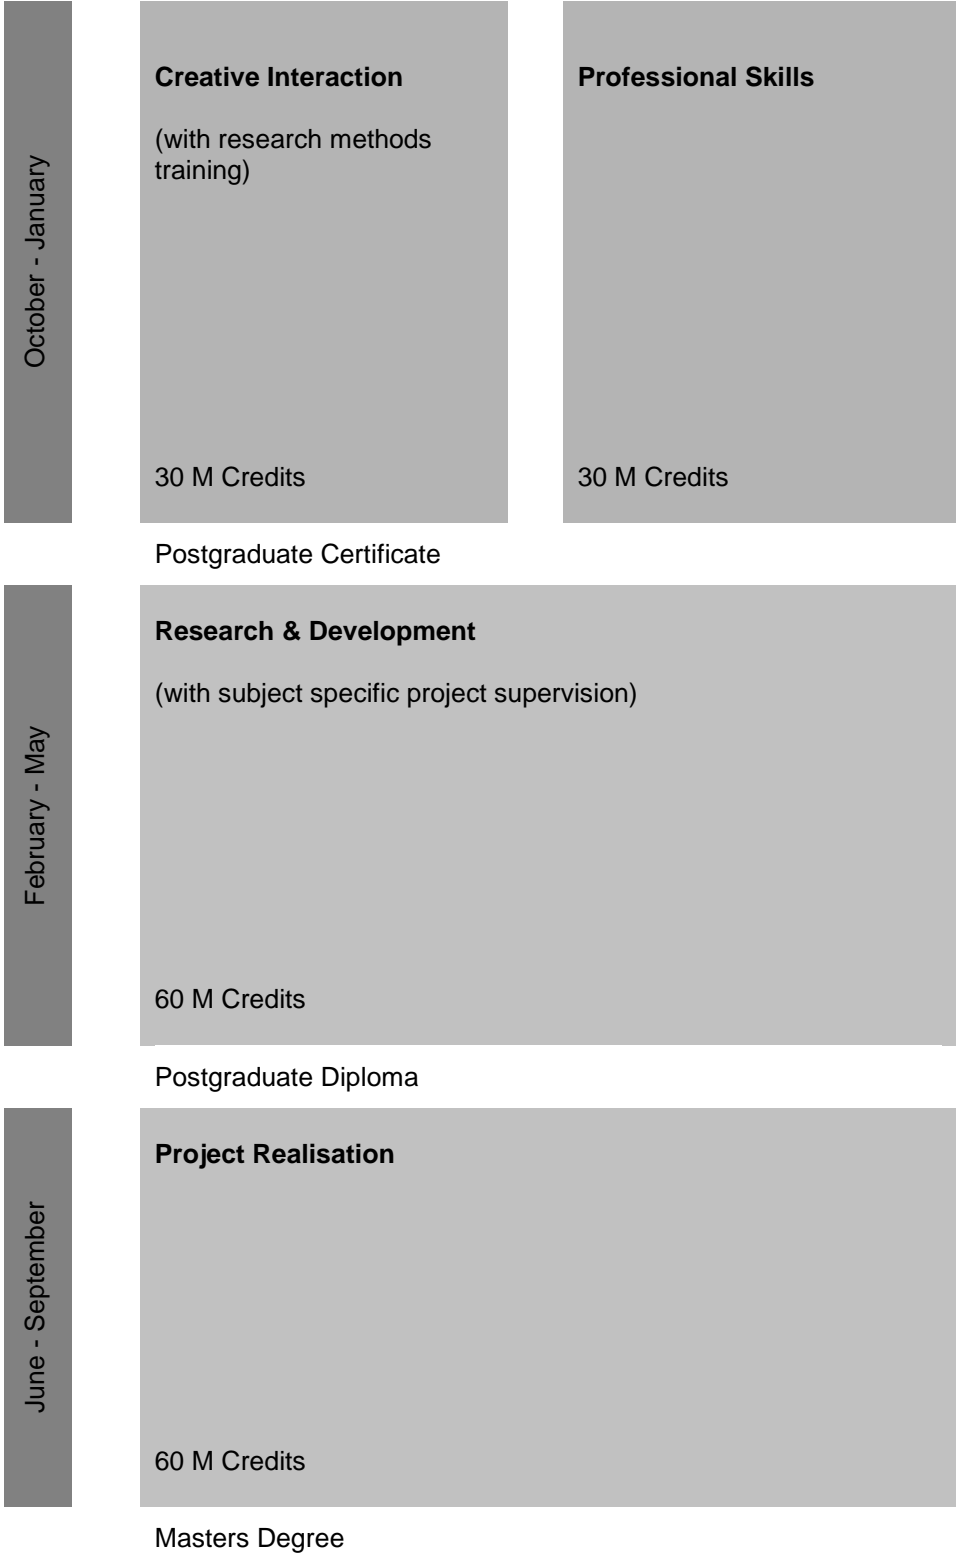 October - January
Creative Interaction
(with research methods
training)
30 M Credits
Professional Skills
30 M Credits
Postgraduate Certificate
February - May
Research & Development
(with subject specific project supervision)
60 M Credits
Postgraduate Diploma
June - September
Project Realisation
60 M Credits
Masters Degree